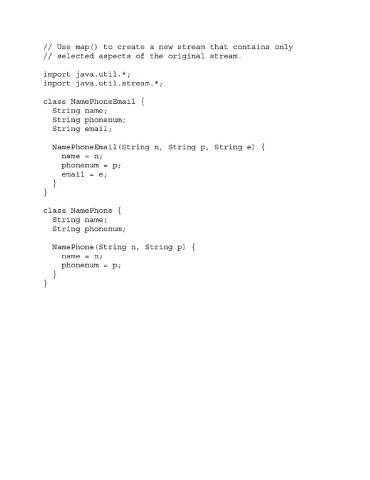 // Use map() to create a new stream that contains only
// selected aspects of the original stream.

import java.util.*;
import java.util.stream.*;

class NamePhoneEmail {
  String name;
  String phonenum;
  String email;

  NamePhoneEmail(String n, String p, String e) {
    name = n;
    phonenum = p;
    email = e;
  }
}

class NamePhone {
  String name;
  String phonenum;

  NamePhone(String n, String p) {
    name = n;
    phonenum = p;
  }
}